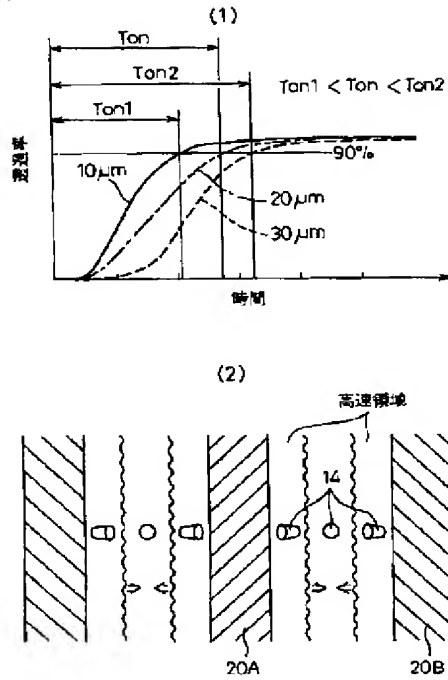 (1)
Ton
Ton2
Ton1
Ton1 < Ton < Ton2
透過率
90%
10μm
20μm
30μm
時間
(2)
高速領域
14
20A
20B